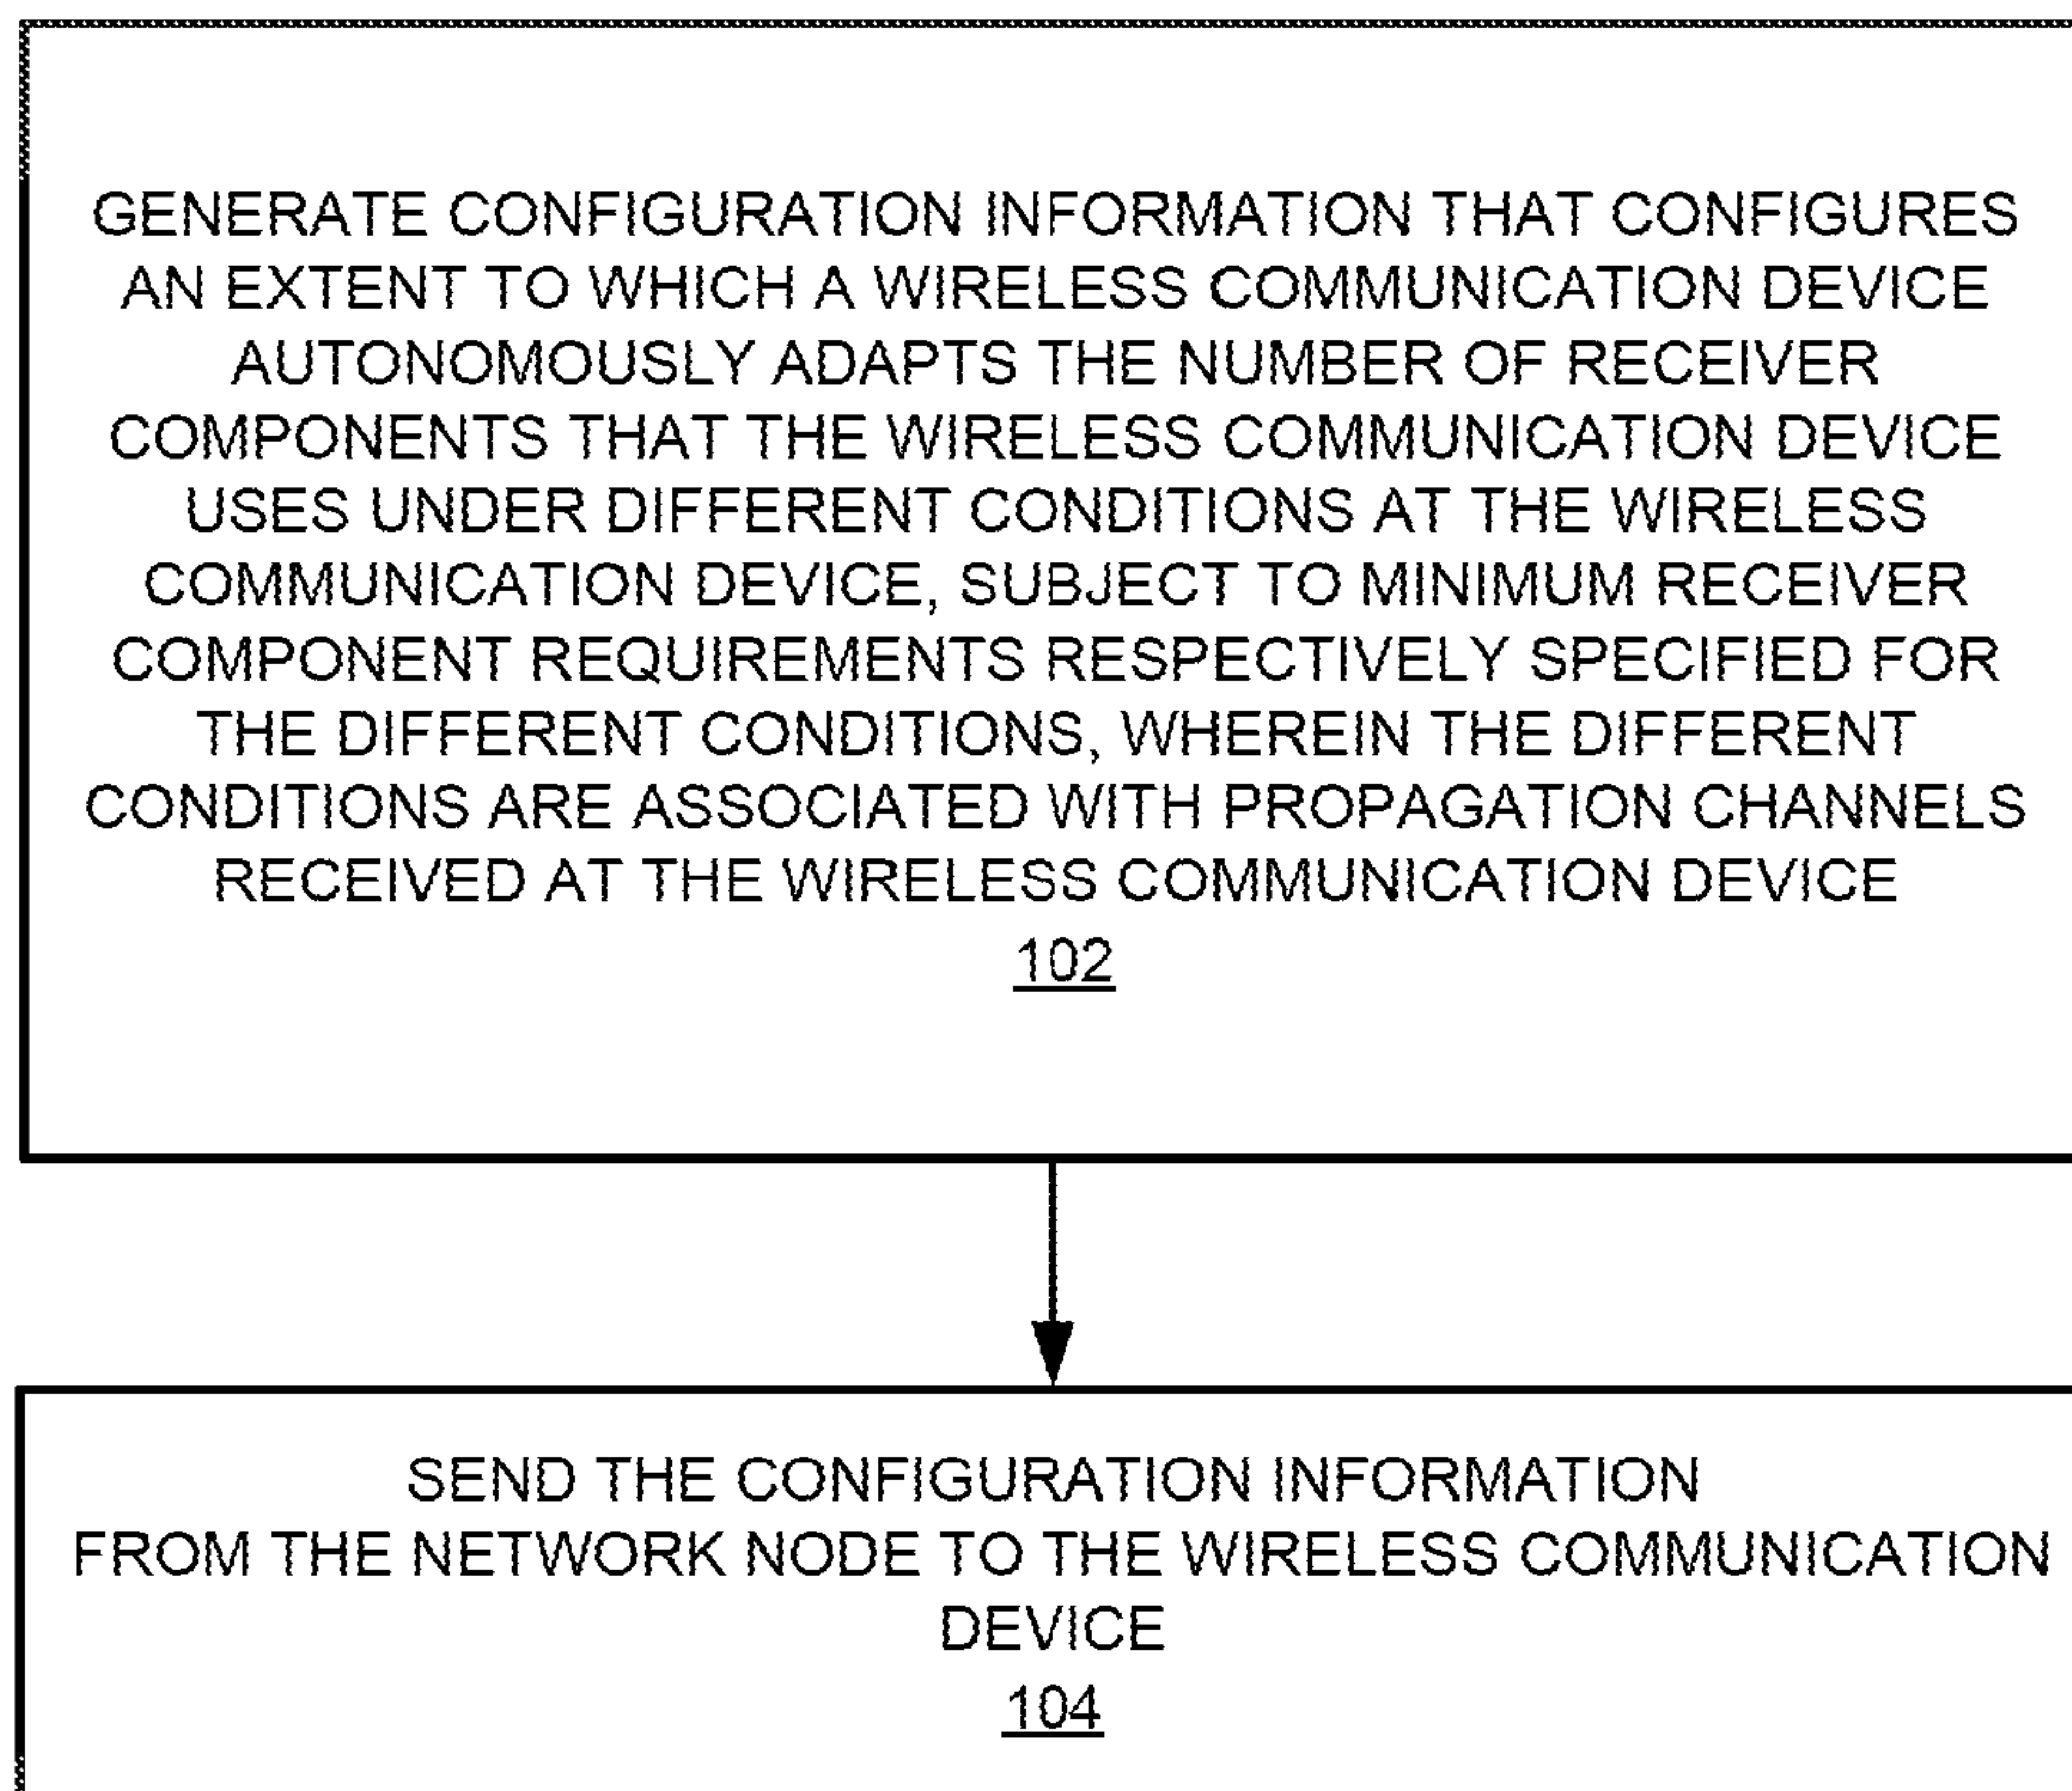 GENERATE CONFIGURATION INFORMATION THAT CONFIGURES
AN EXTENT TO WHICH A WIRELESS COMMUNICATION DEVICE
AUTONOMOUSLY ADAPTS THE NUMBER OF RECEIVER
COMPONENTS THAT THE WIRELESS COMMUNICATION DEVICE
USES UNDER DIFFERENT CONDITIONS AT THE WIRELESS
COMMUNICATION DEVICE, SUBJECT TO MINIMUM RECEIVER
COMPONENT REQUIREMENTS RESPECTIVELY SPECIFIED FOR
THE DIFFERENT CONDITIONS, WHEREIN THE DIFFERENT
CONDITIONS ARE ASSOCIATED WITH PROPAGATION CHANNELS
RECEIVED AT THE WIRELESS COMMUNICATION DEVICE
102
SEND THE CONFIGURATION INFORMATION
FROM THE NETWORK NODE TO THE WIRELESS COMMUNICATION
DEVICE
104